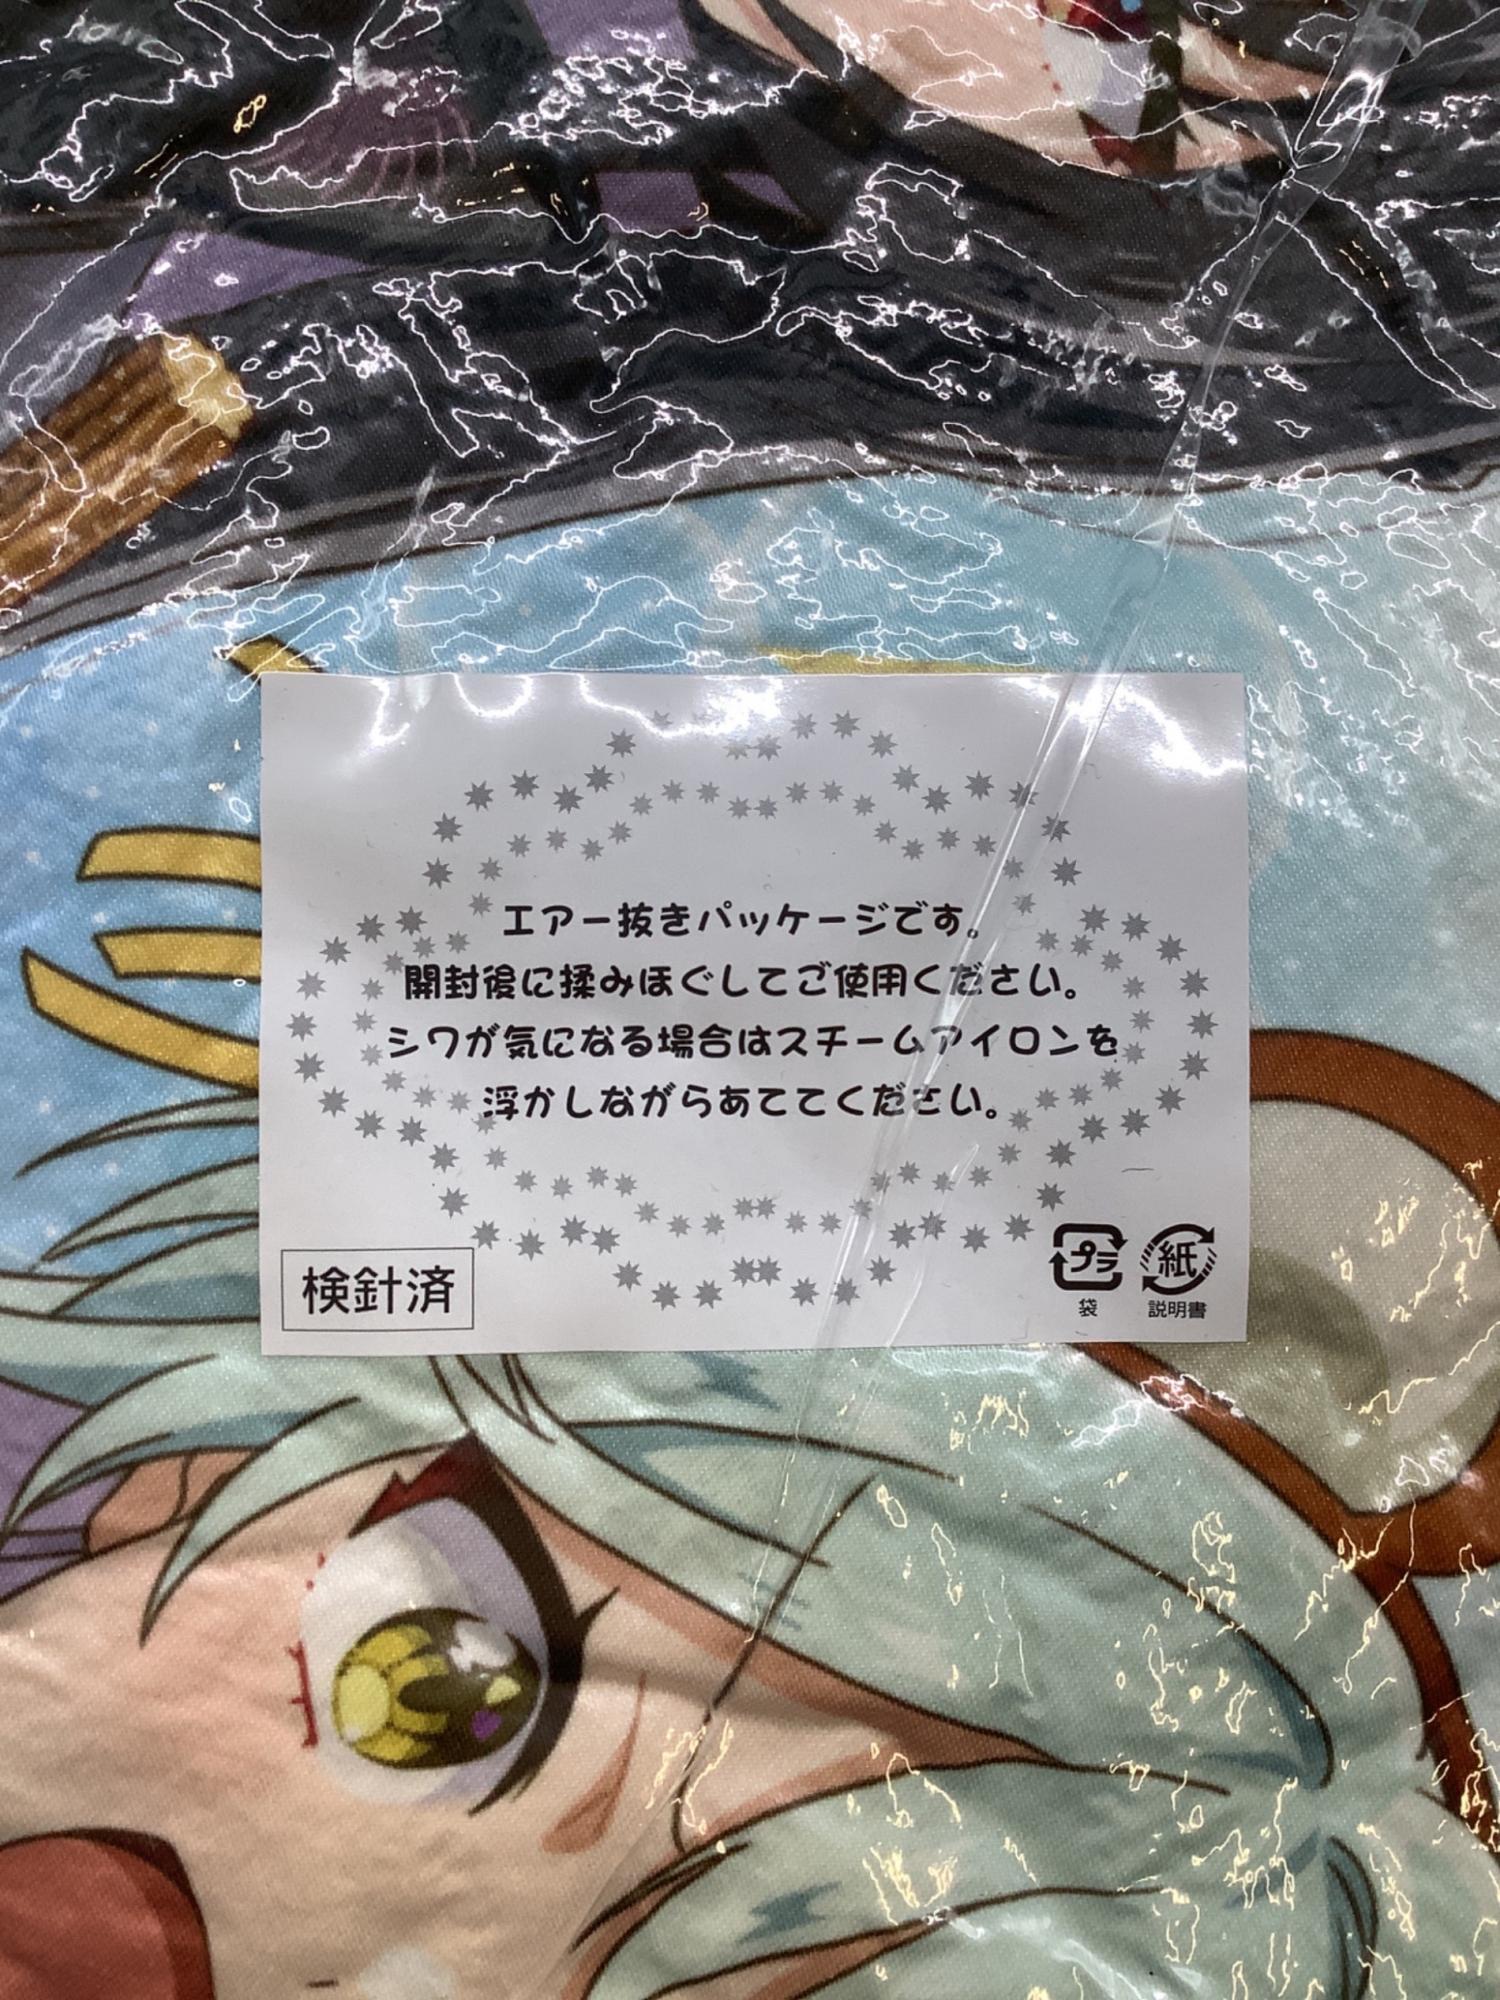 エアー抜きパッケージです。
開封後に揉みほぐしてご使用ください。
シワが気になる場合はスチームアイロンを
浮かしながらあててください。
検針済
プラ
袋
紙
説明書